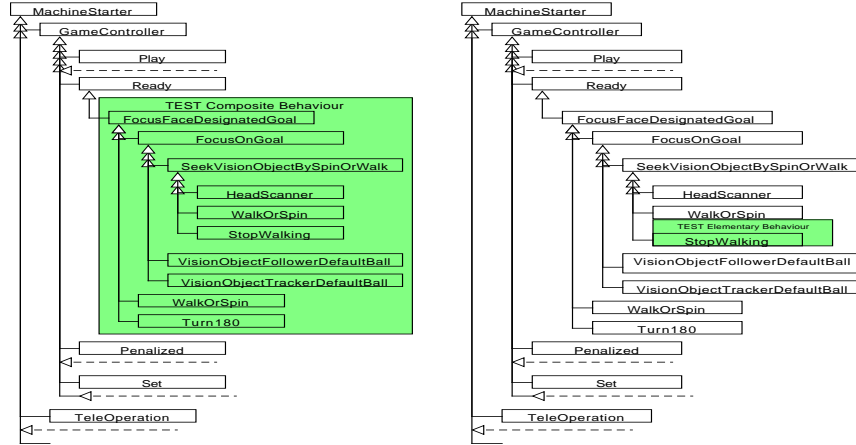 MachineStarter
GameController
Play
Ready
TEST Composite Behaviour
FocusFaceDesignatedGoal
FocusOnGoal
SeekVisionObjectBySpinOrWalk
HeadScanner
WalkOrSpin
StopWalking
VisionObjectFollowerDefaultBall
VisionObjectTrackerDefaultBall
WalkOrSpin
Turn180
Penalized
Set
TeleOperation
MachineStarter
GameController
Play
Ready
FocusFaceDesignatedGoal
FocusOnGoal
SeekVisionObjectBySpinOrWalk
HeadScanner
WalkOrSpin
TEST Elementary Behaviour
StopWalking
VisionObjectFollowerDefaultBall
VisionObjectTrackerDefaultBall
WalkOrSpin
Turn180
Penalized
Set
TeleOperation